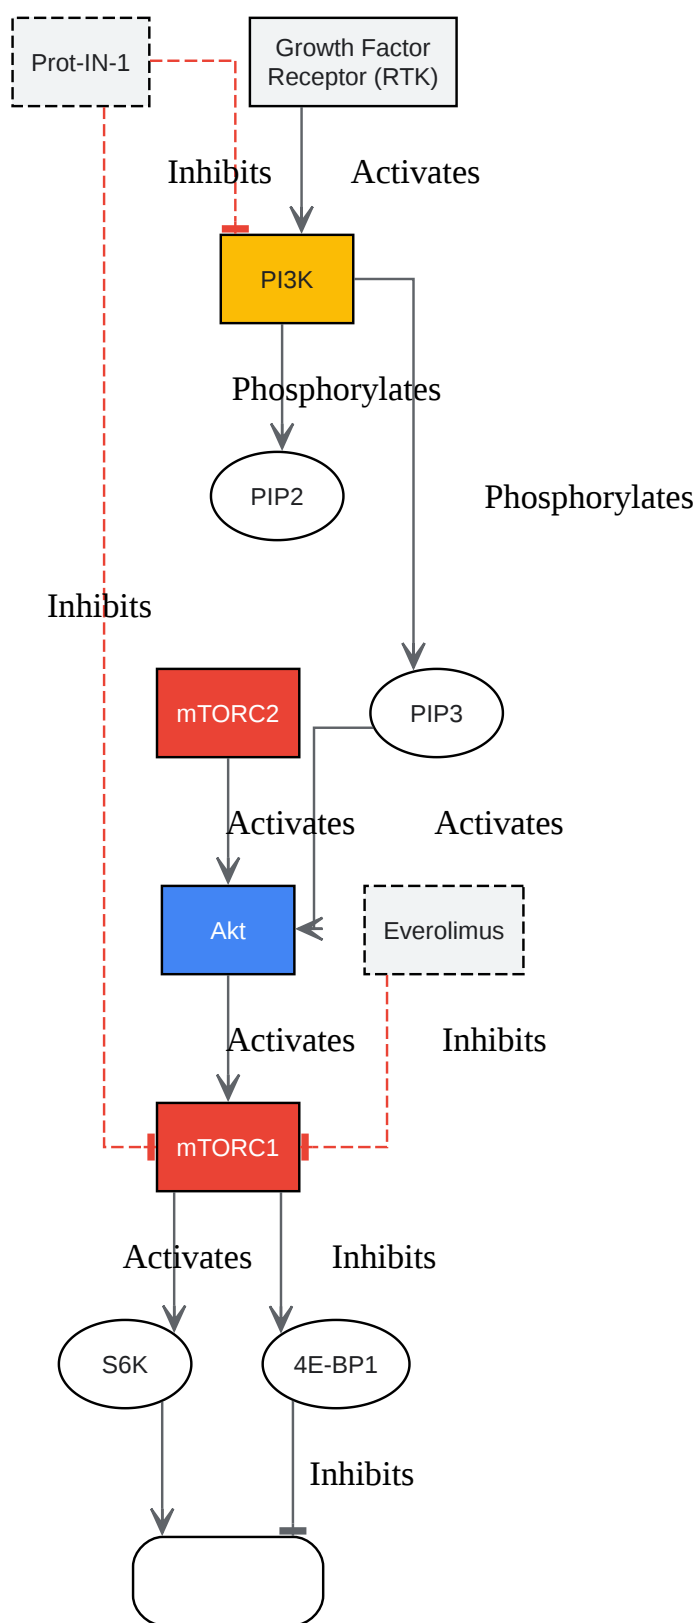 Prot-IN-1
Growth Factor
Receptor (RTK)
Inhibits
Activates
PI3K
Phosphorylates
PIP2
Phosphorylates
Inhibits
mTORC2
PIP3
Activates
Activates
Akt
Everolimus
Activates
Inhibits
mTORC1
Activates
Inhibits
S6K
4E-BP1
Inhibits